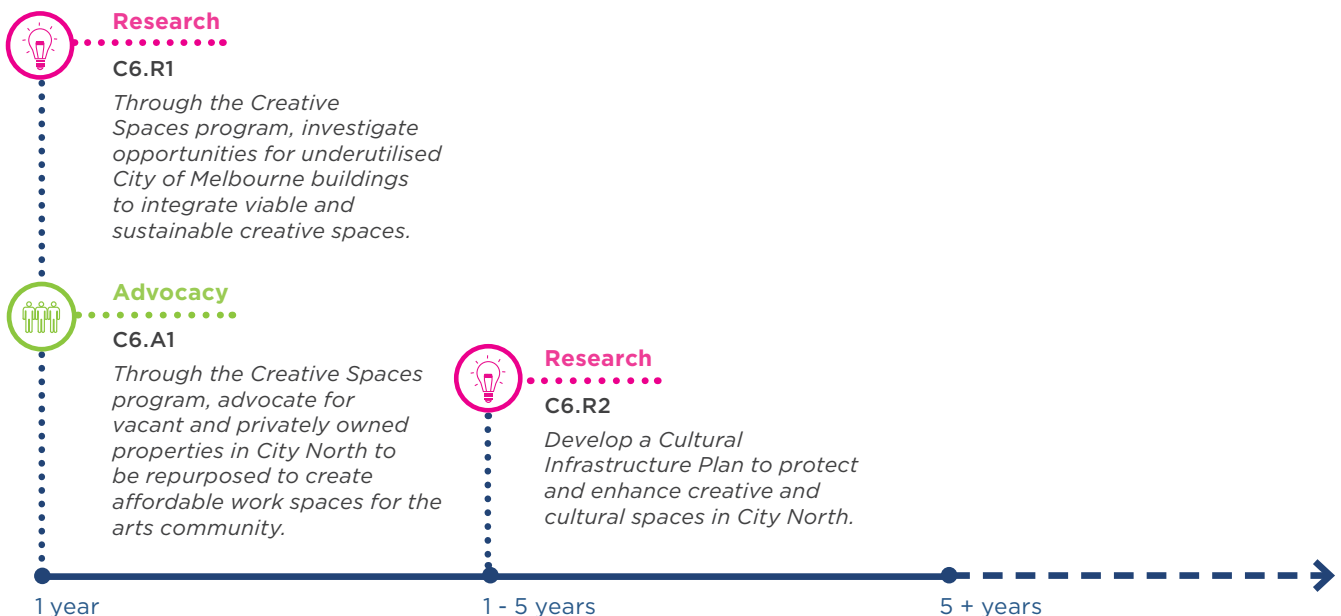 Research
C6.R1
Through the Creative
Spaces program, investigate
opportunities for underutilised
City of Melbourne buildings
to integrate viable and
sustainable creative spaces.
Advocacy
C6.A1
Through the Creative Spaces
program, advocate for
vacant and privately owned
properties in City North to
be repurposed to create
affordable work spaces for the
arts community.
Research
C6.R2
Develop a Cultural
Infrastructure Plan to protect
and enhance creative and
cultural spaces in City North.
1 year
1 - 5 years
5 + years